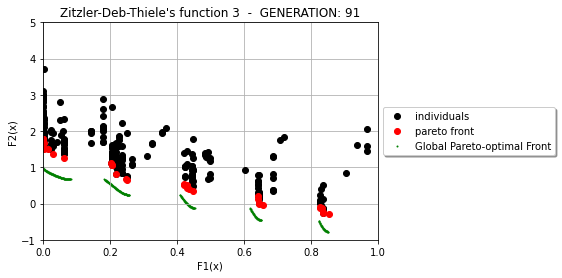 Zitzler-Deb-Thiele's function 3 - GENERATION: 91
5
4
3
2
1
0
−1
F2(x)
0.0 0.2 0.4 0.6 0.8 1.0
F1(x)
individuals
pareto front
Global Pareto-optimal Front